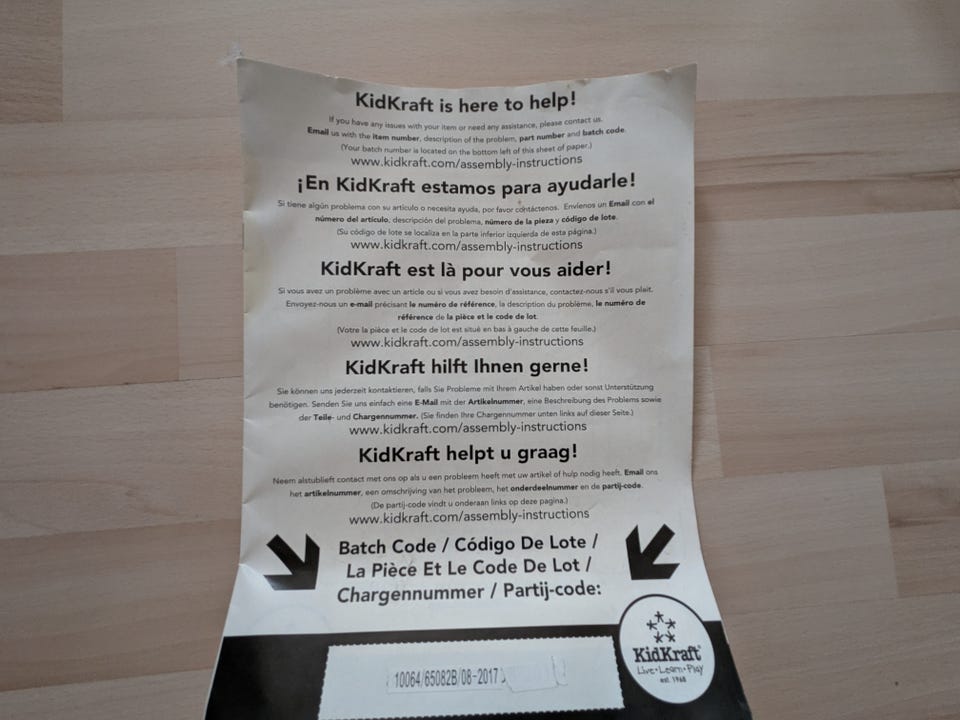 KidKraft is here to help!
If you have any issues with your item or need any assistance, please contact us.
Email us with the item number, description of the problem, part number and batch code.
(Your batch number is located on the bottom left of this sheet of paper.)
www.kidkraft.com/assembly-instructions
¡En KidKraft estamos para ayudarle!
Si tiene algún problema con su artículo o necesita ayuda, por favor contáctenos. Envíenos un Email con el
número del artículo, descripción del problema, número de la pieza y código de lote.
(Su código de lote se localiza en la parte inferior izquierda de esta página.)
www.kidkraft.com/assembly-instructions
KidKraft est là pour vous aider!
Si vous avez un problème avec un article ou si vous avez besoin d'assistance, contactez-nous s'il vous plait.
Envoyez-nous un e-mail précisant le numéro de référence, la description du problème, le numéro de
référence de la pièce et le code de lot.
(Votre la pièce et le code de lot est situé en bas à gauche de cette feuille.)
www.kidkraft.com/assembly-instructions
KidKraft hilft Ihnen gerne!
Sie können uns jederzeit kontaktieren, falls Sie Probleme mit Ihrem Artikel haben oder sonst Unterstützung
benötigen. Senden Sie uns einfach eine E-Mail mit der Artikelnummer, eine Beschreibung des Problems sowie
der Teile- und Chargennummer. (Sie finden Ihre Chargennummer unten links auf dieser Seite.)
www.kidkraft.com/assembly-instructions
KidKraft helpt u graag!
Neem alstublieft contact met ons op als u een probleem heeft met uw artikel of hulp nodig heeft. Email ons
het artikelnummer, een omschrijving van het probleem, het onderdeelnummer en de partij-code.
(De partij-code vindt u onderaan links op deze pagina.)
www.kidkraft.com/assembly-instructions
Batch Code / Código De Lote /
La Pièce Et Le Code De Lot /
Chargennummer / Partij-code:
10064/65082B/08-2017
KidKraft
Live·Learn·Play
est. 1968